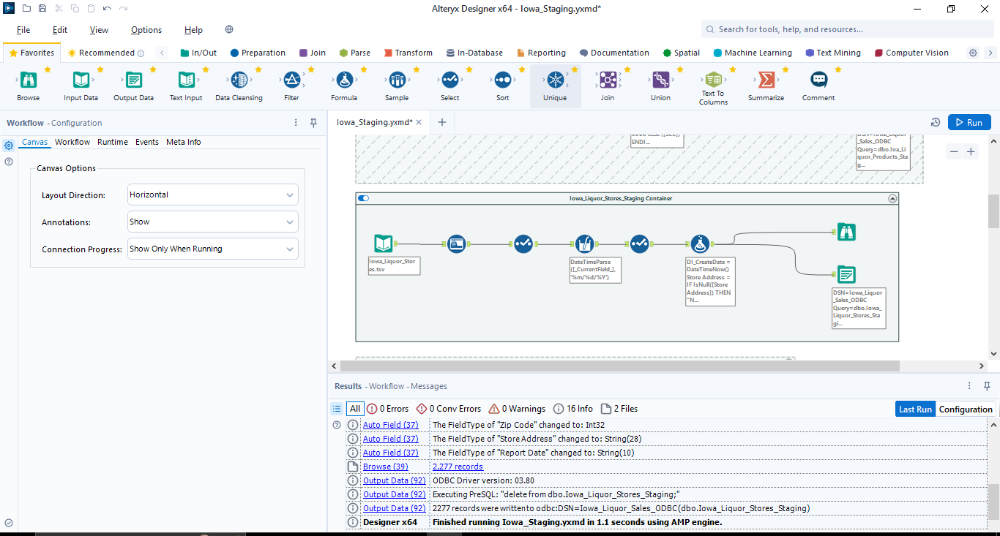 Alteryx Designer x64 - Iowa_Staging.yxmd*
File Edit View Options Help
Search for tools, help, and resources...
Favorites Recommended In/Out Preparation Join Parse Transform In-Database Reporting Documentation Spatial Machine Learning Text Mining Computer Vision
Browse Input Data Output Data Text Input Data Cleansing Filter Formula Sample Select Sort Unique Join Union Text To Columns Summarize Comment
Workflow - Configuration
Canvas Workflow Runtime Events Meta Info
Canvas Options
Layout Direction: Horizontal
Annotations: Show
Connection Progress: Show Only When Running
Iowa_Staging.yxmd*
Run
ENDI...
_Sales_ODBC
Query=dbo.Ioa_Li
quor_Products_Sta
g...
Iowa_Liquor_Stores_Staging Container
Iowa_Liquor_Stor
es.tsv
DateTimeParse
([_CurrentField_],
'%m/%d/%Y')
DI_CreateDate =
DateTimeNow()
Store Address =
IF IsNull([Store
Address]) THEN
"N...
DSN=Iowa_Liquor
_Sales_ODBC
Query=dbo.Iowa_
Liquor_Stores_Sta
gi...
Results - Workflow - Messages
All 0 Errors 0 Conv Errors 0 Warnings 16 Info 2 Files Last Run Configuration
Auto Field (37) The FieldType of "Zip Code" changed to: Int32
Auto Field (37) The FieldType of "Store Address" changed to: String(28)
Auto Field (37) The FieldType of "Report Date" changed to: String(10)
Browse (39) 2,277 records
Output Data (92) ODBC Driver version: 03.80
Output Data (92) Executing PreSQL: "delete from dbo.Iowa_Liquor_Stores_Staging;"
Output Data (92) 2277 records were written to odbc:DSN=Iowa_Liquor_Sales_ODBC(dbo.Iowa_Liquor_Stores_Staging)
Designer x64 Finished running Iowa_Staging.yxmd in 1.1 seconds using AMP engine.